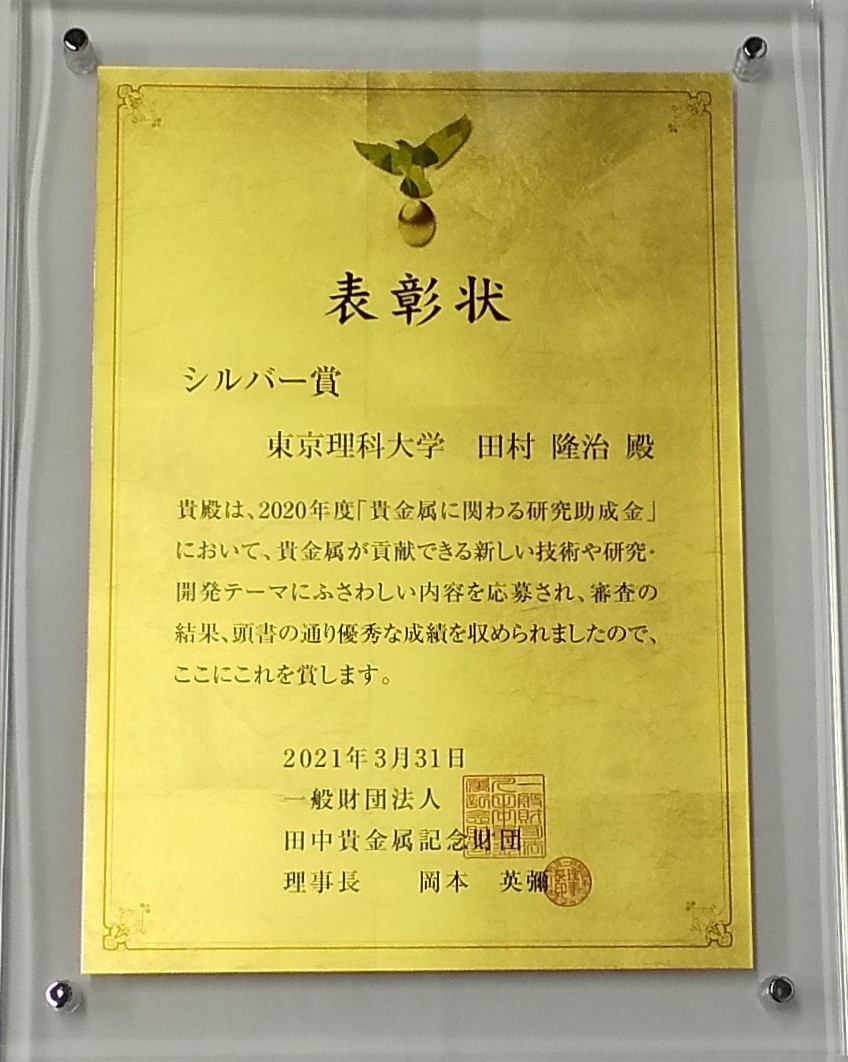 表彰状
シルバー賞
東京理科大学 田村 隆治 殿
貴殿は、2020年度「貴金属に関わる研究助成金」
において、貴金属が貢献できる新しい技術や研究・
開発テーマにふさわしい内容を応募され、審査の
結果、頭書の通り優秀な成績を収められましたので、
ここにこれを賞します。
2021年3月31日
一般財団法人
田中貴金属記念財団
理事長 岡本 英彌